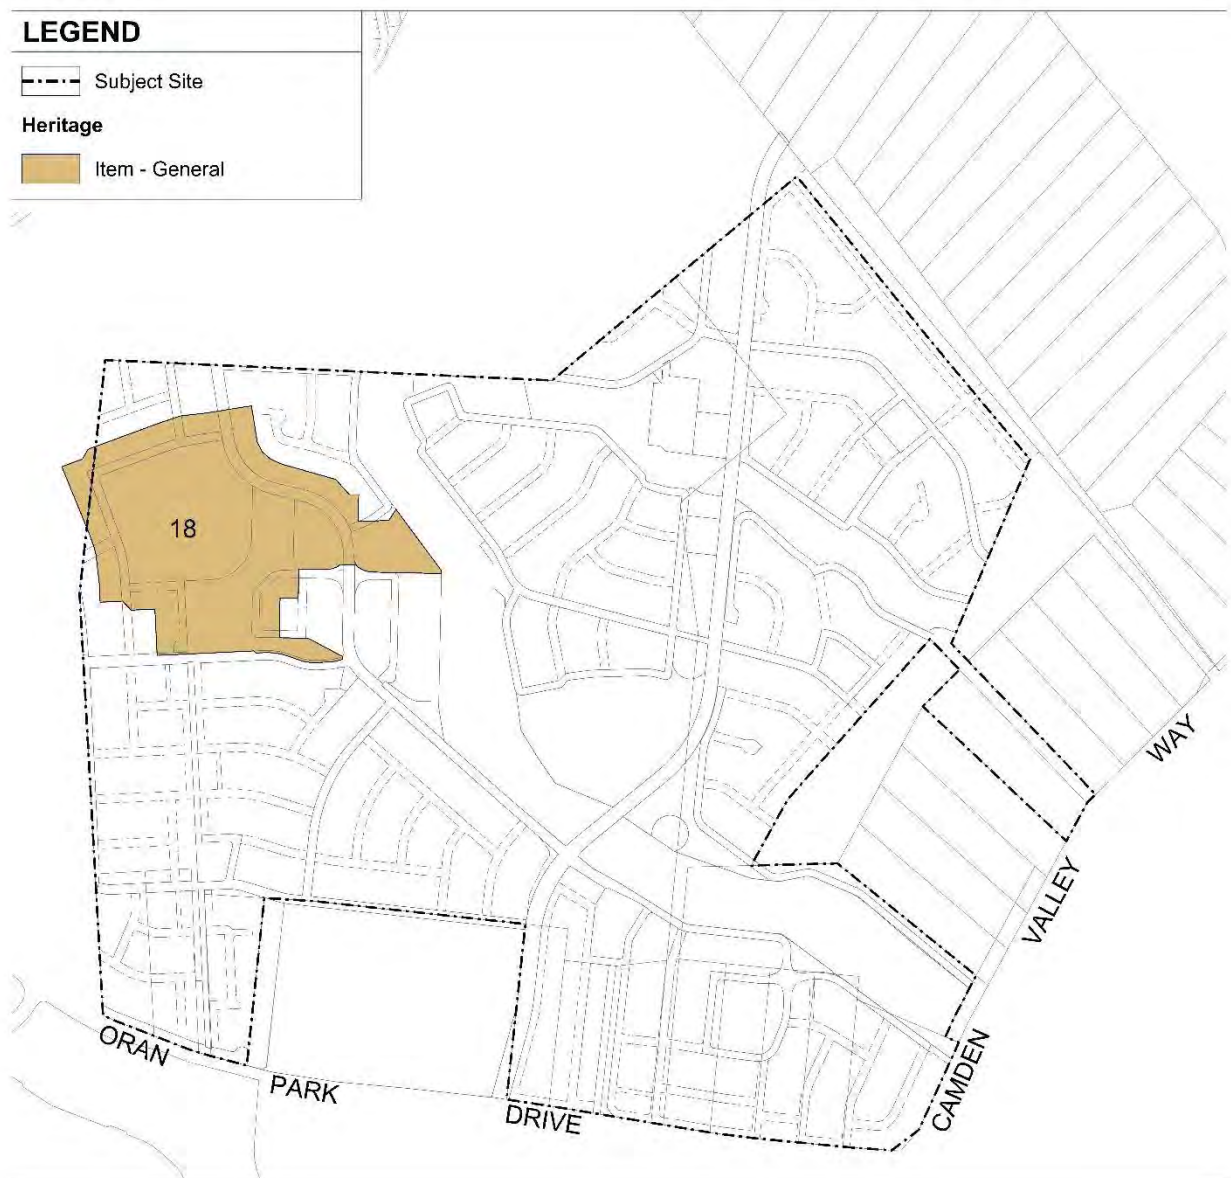 LEGEND
Subject Site
Heritage
Item - General
18
WAY
VALLEY
CAMDEN
ORAN
PARK
DRIVE